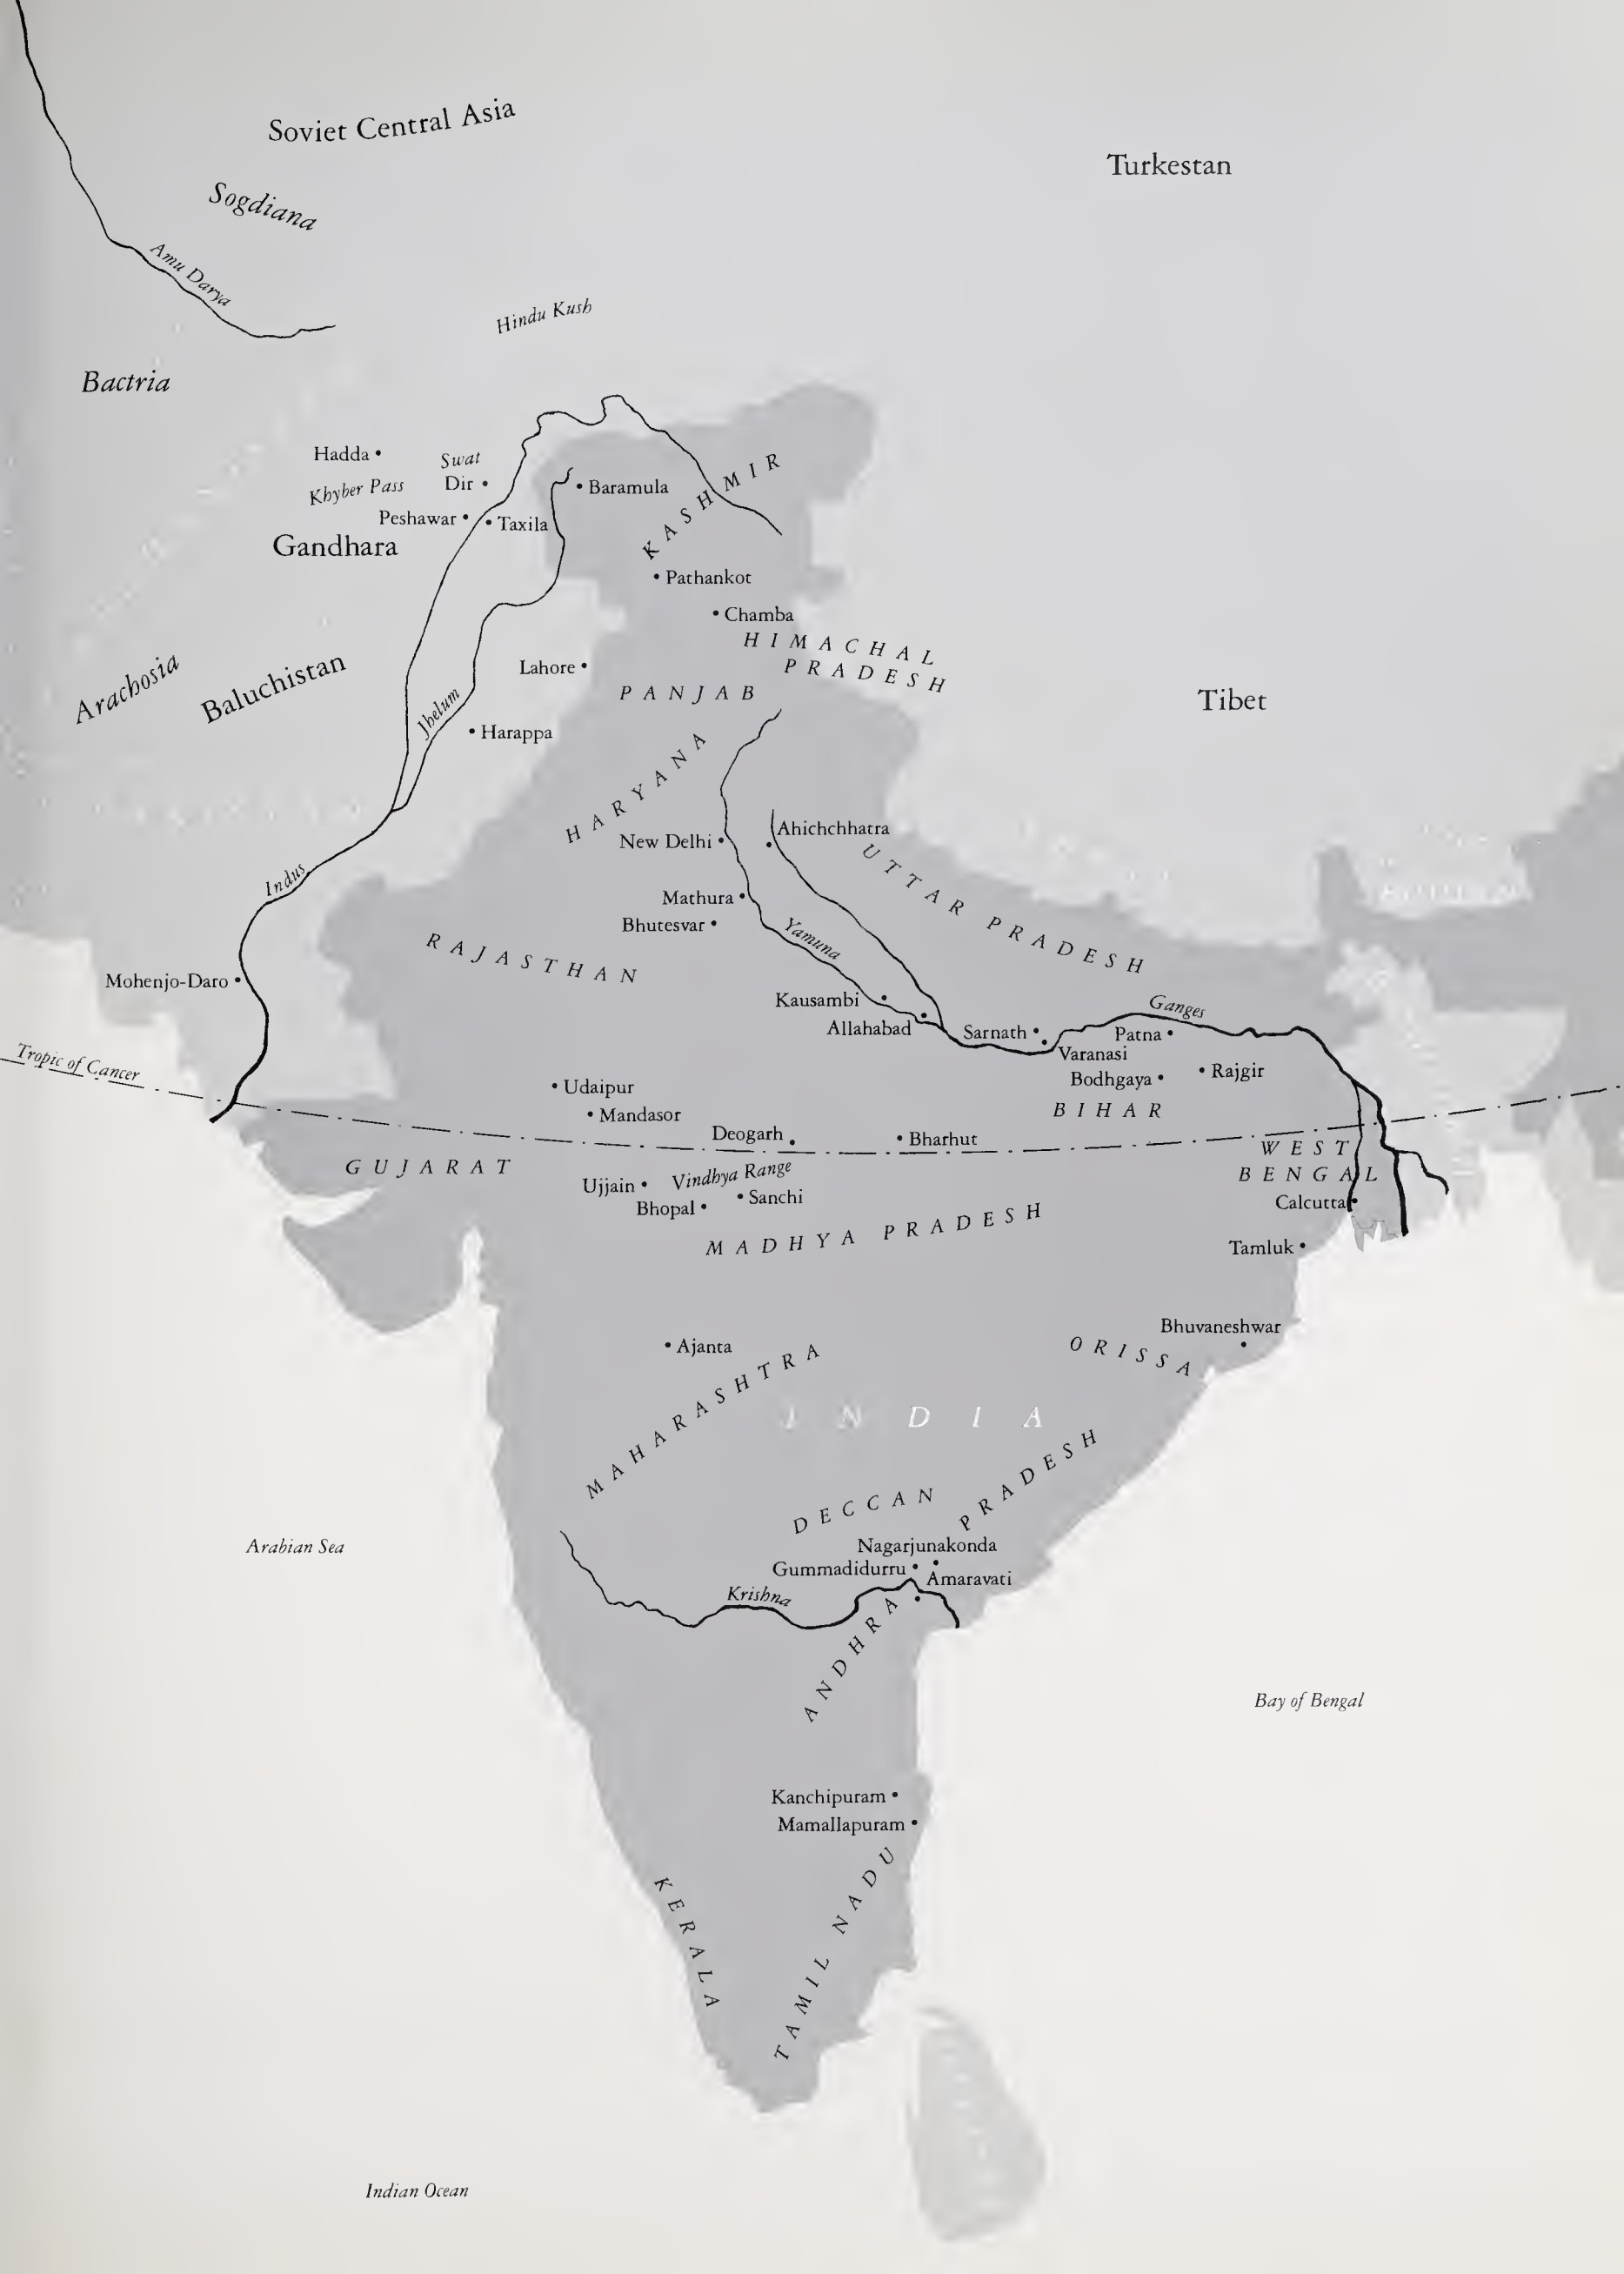 Soviet Central Asia
Turkestan
Sogdiana
Amu Darya
Hindu Kush
Bactria
Hadda
Swat
Khyber Pass
Dir
Baramula
KASHMIR
Peshawar
Taxila
Gandhara
Pathankot
Chamba
HIMACHAL
PRADESH
Lahore
PANJAB
Arachosia
Baluchistan
Tibet
Jhelum
Harappa
HARYANA
Ahichchhatra
New Delhi
UTTAR PRADESH
Indus
Mathura
Bhutesvar
Yamuna
RAJASTHAN
Mohenjo-Daro
Kausambi
Ganges
Allahabad
Sarnath
Patna
Varanasi
Tropic of Cancer
Bodhgaya
Rajgir
Udaipur
BIHAR
Mandasor
Deogarh
Bharhut
WEST
BENGAL
GUJARAT
Vindhya Range
Ujjain
Sanchi
Bhopal
Calcutta
MADHYA PRADESH
Tamluk
Bhuvaneshwar
Ajanta
ORISSA
MAHARASHTRA
INDIA
DECCAN
PRADESH
Arabian Sea
Nagarjunakonda
Gummadidurru
Amaravati
Krishna
ANDHRA
Bay of Bengal
Kanchipuram
Mamallapuram
KERALA
TAMIL NADU
Indian Ocean